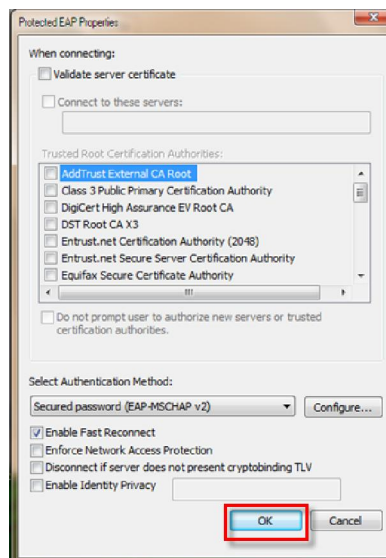 Protected EAP Properties
When connecting:
Validate server certificate
Connect to these servers:
Trusted Root Certification Authorities:
AddTrust External CA Root
Class 3 Public Primary Certification Authority
DigiCert High Assurance EV Root CA
DST Root CA X3
Entrust.net Certification Authority (2048)
Entrust.net Secure Server Certification Authority
Equifax Secure Certificate Authority
Do not prompt user to authorize new servers or trusted
certification authorities.
Select Authentication Method:
Secured password (EAP-MSCHAP v2) Configure...
Enable Fast Reconnect
Enforce Network Access Protection
Disconnect if server does not present cryptobinding TLV
Enable Identity Privacy
OK Cancel